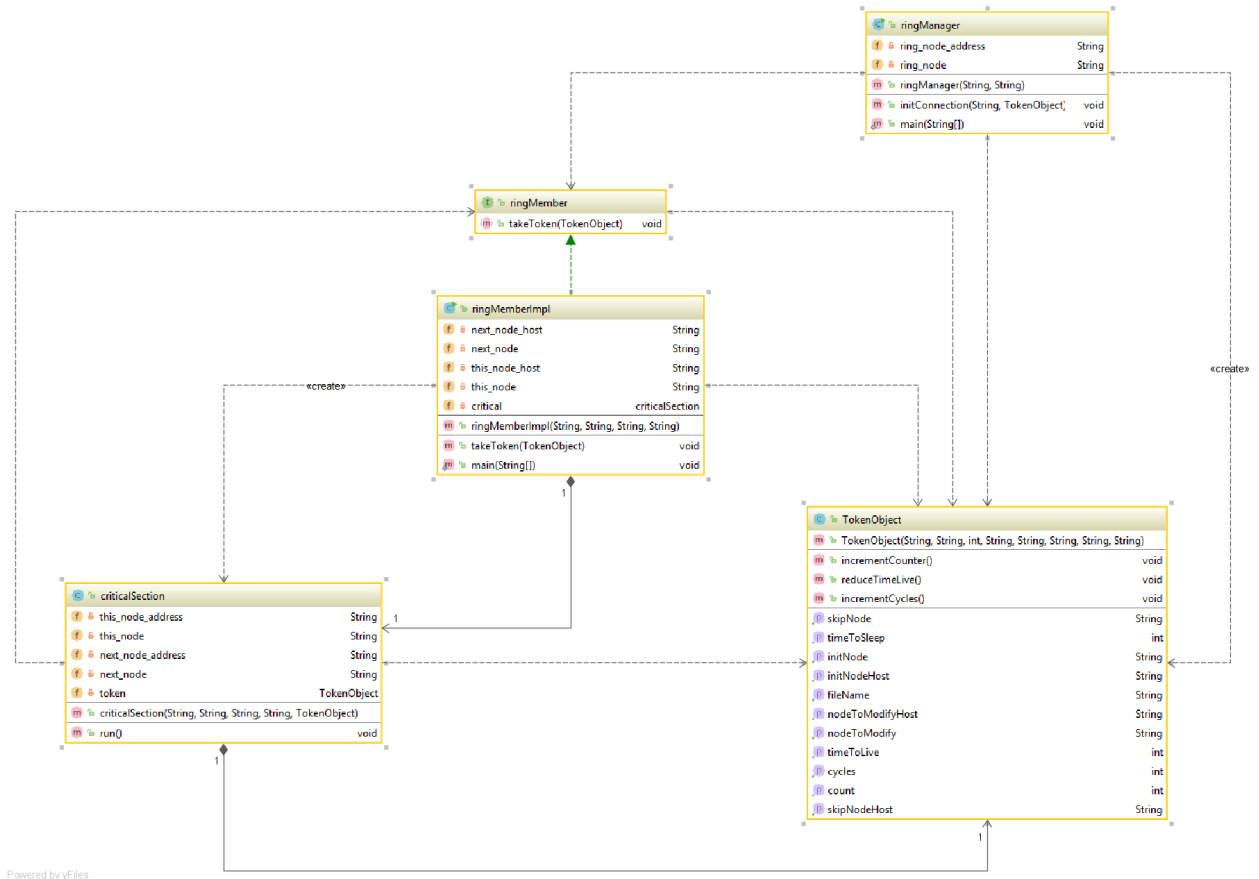 ringManager
ring_node_address String
ring_node String
ringManager(String, String)
initConnection(String, TokenObject) void
main(String[]) void
ringMember
takeToken(TokenObject) void
ringMemberImpl
next_node_host String
next_node String
this_node_host String
this_node String
critical criticalSection
ringMemberImpl(String, String, String, String)
takeToken(TokenObject) void
main(String[]) void
«create»
«create»
1
1
criticalSection
this_node_address String
this_node String
next_node_address String
next_node String
token TokenObject
criticalSection(String, String, String, String, TokenObject)
run() void
1
1
TokenObject
TokenObject(String, String, int, String, String, String, String, String)
incrementCounter() void
reduceTimeLive() void
incrementCycles() void
skipNode String
timeToSleep int
initNode String
initNodeHost String
fileName String
nodeToModifyHost String
nodeToModify String
timeToLive int
cycles int
count int
skipNodeHost String
Powered by yFiles